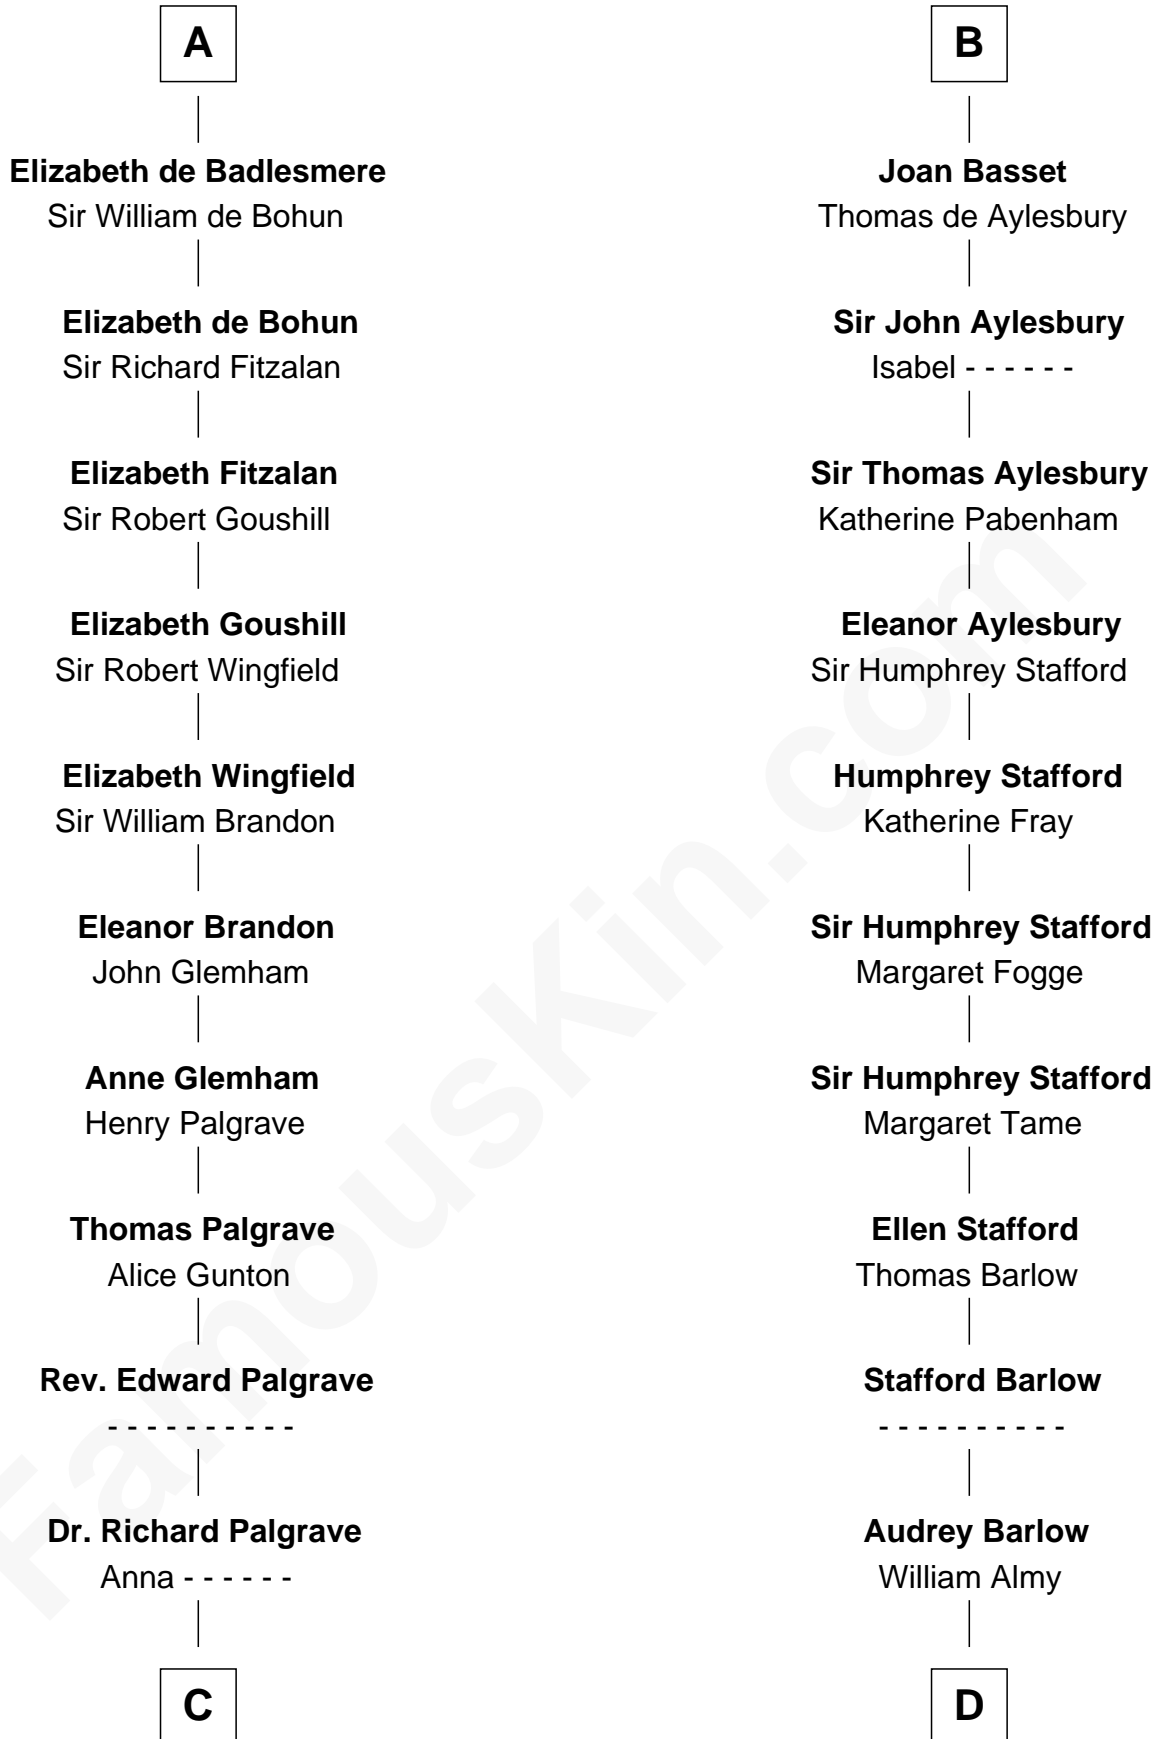 A
Elizabeth de Badlesmere
Sir William de Bohun
Elizabeth de Bohun
Sir Richard Fitzalan
Elizabeth Fitzalan
Sir Robert Goushill
Elizabeth Goushill
Sir Robert Wingfield
Elizabeth Wingfield
Sir William Brandon
Eleanor Brandon
John Glemham
Anne Glemham
Henry Palgrave
Thomas Palgrave
Alice Gunton
Rev. Edward Palgrave
- - - - - - - - - -
Dr. Richard Palgrave
Anna - - - - - -
C
B
Joan Basset
Thomas de Aylesbury
Sir John Aylesbury
Isabel - - - - - -
Sir Thomas Aylesbury
Katherine Pabenham
Eleanor Aylesbury
Sir Humphrey Stafford
Humphrey Stafford
Katherine Fray
Sir Humphrey Stafford
Margaret Fogge
Sir Humphrey Stafford
Margaret Tame
Ellen Stafford
Thomas Barlow
Stafford Barlow
- - - - - - - - - -
Audrey Barlow
William Almy
D
FamousKin.com